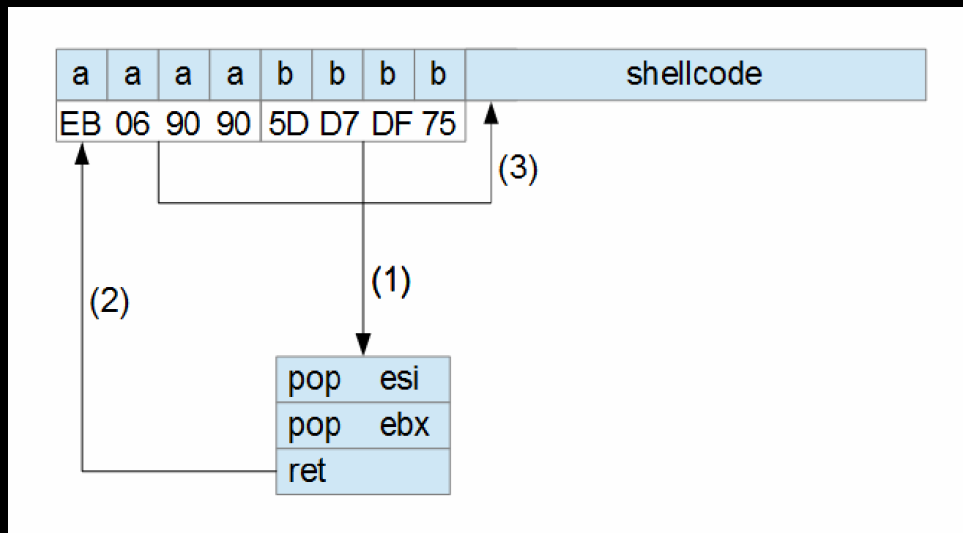 a a a a b b b b shellcode
EB 06 90 90 5D D7 DF 75
(3)
(1)
(2)
pop esi
pop ebx
ret